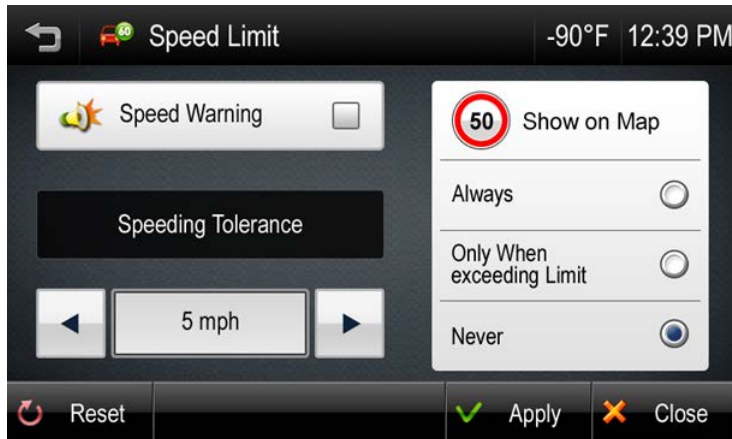 60 Speed Limit -90°F 12:39 PM
Speed Warning
50 Show on Map
Speeding Tolerance
Always
Only When
exceeding Limit
5 mph
Never
Reset Apply Close